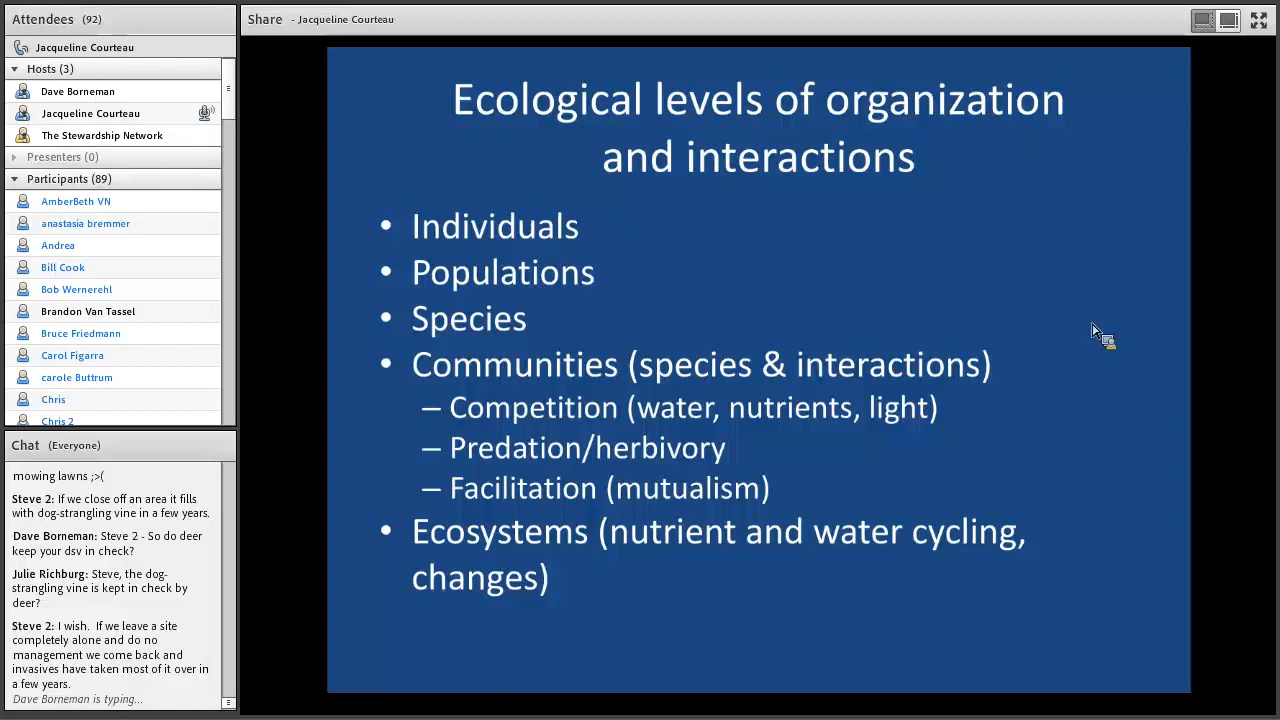 Attendees (92)
Jacqueline Courteau
Hosts (3)
Dave Borneman
Jacqueline Courteau
The Stewardship Network
Presenters (0)
Participants (89)
AmberBeth VN
anastasia bremmer
Andrea
Bill Cook
Bob Wernerehl
Brandon Van Tassel
Bruce Friedmann
Carol Figarra
carole Buttrum
Chris
Chris 2
Chat (Everyone)
mowing lawns ;>(
Steve 2: If we close off an area it fills
with dog-strangling vine in a few years.
Dave Borneman: Steve 2 - So do deer
keep your dsv in check?
Julie Richburg: Steve, the dog-
strangling vine is kept in check by
deer?
Steve 2: I wish. If we leave a site
completely alone and do no
management we come back and
invasives have taken most of it over in
a few years.
Dave Borneman is typing...
Share - Jacqueline Courteau
Ecological levels of organization
and interactions
• Individuals
• Populations
• Species
• Communities (species & interactions)
– Competition (water, nutrients, light)
– Predation/herbivory
– Facilitation (mutualism)
• Ecosystems (nutrient and water cycling,
changes)